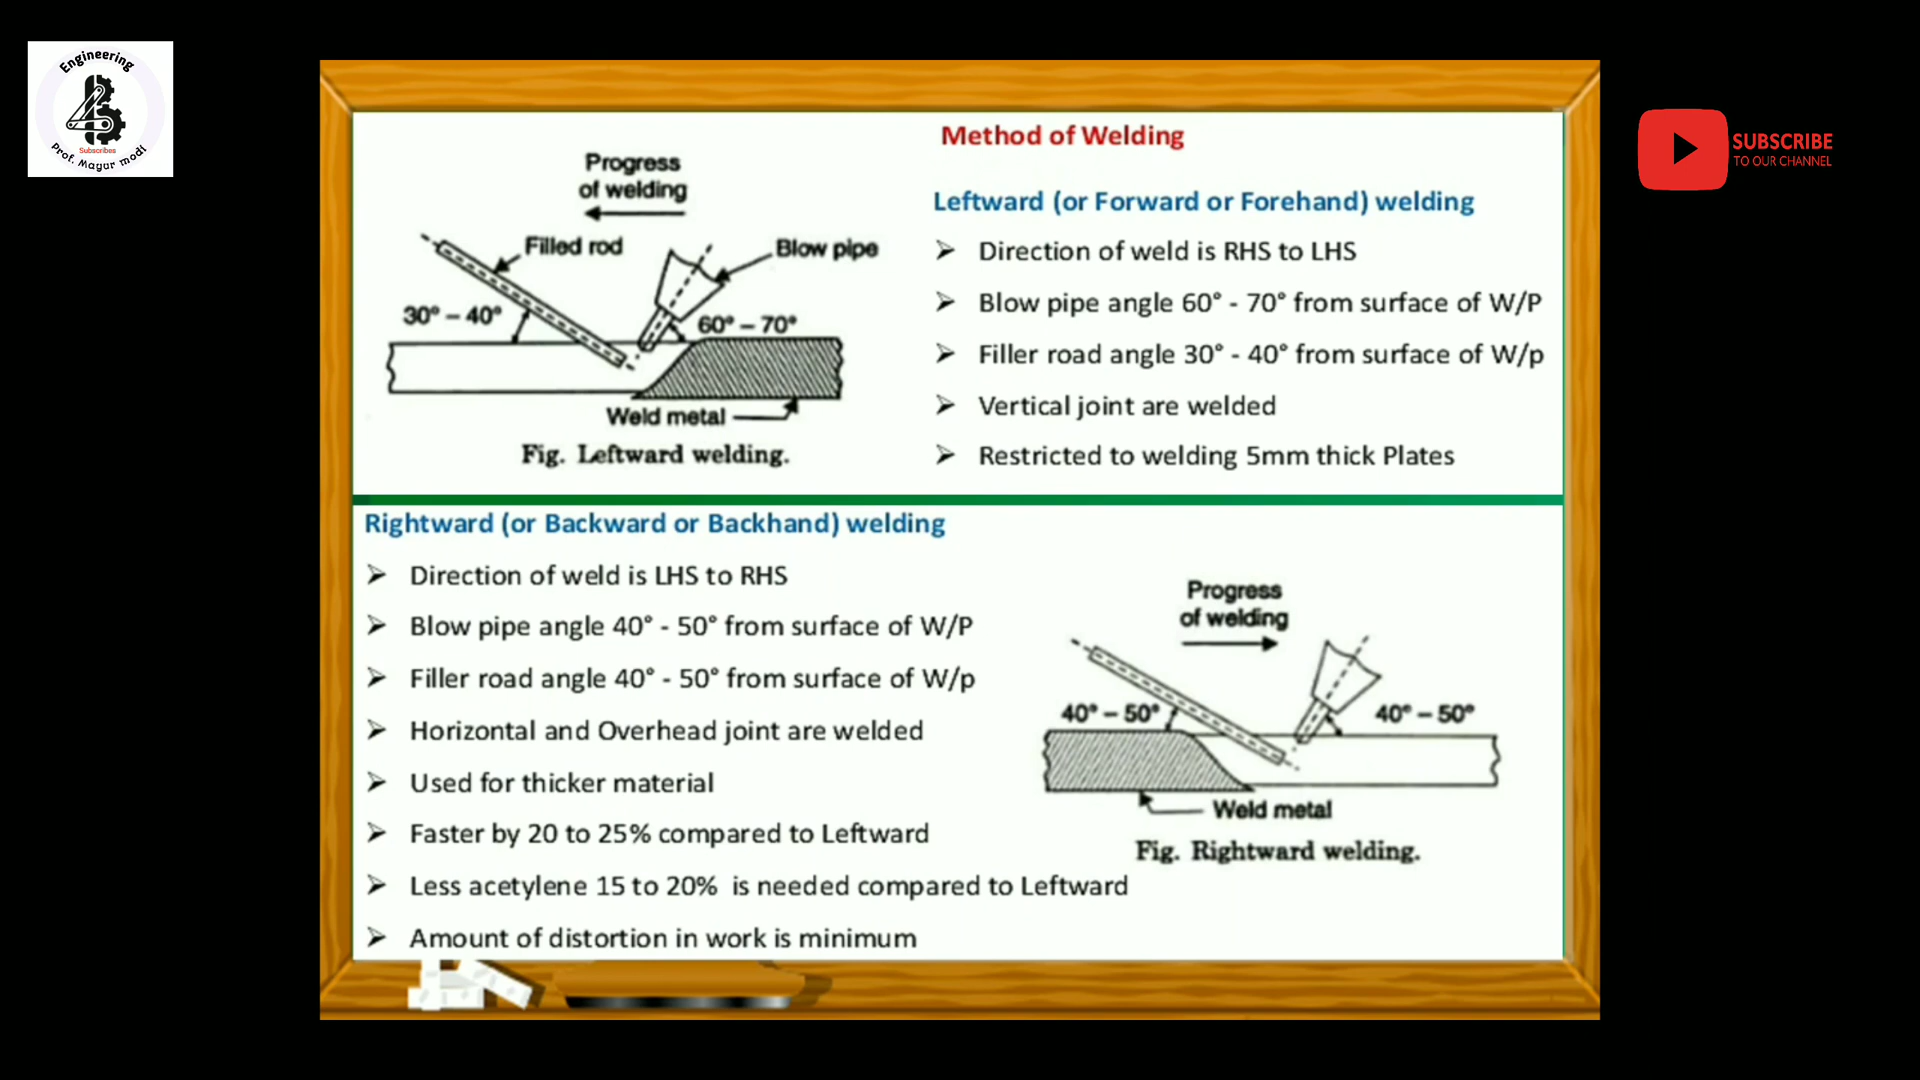 Engineering
Subscribes
Prof. Mayur modi
SUBSCRIBE
TO OUR CHANNEL
Method of Welding
Progress
of welding
Filled rod
Blow pipe
30° – 40°
60° – 70°
Weld metal
Fig. Leftward welding.
Leftward (or Forward or Forehand) welding
➢ Direction of weld is RHS to LHS
➢ Blow pipe angle 60° - 70° from surface of W/P
➢ Filler road angle 30° - 40° from surface of W/p
➢ Vertical joint are welded
➢ Restricted to welding 5mm thick Plates
Rightward (or Backward or Backhand) welding
➢ Direction of weld is LHS to RHS
➢ Blow pipe angle 40° - 50° from surface of W/P
➢ Filler road angle 40° - 50° from surface of W/p
➢ Horizontal and Overhead joint are welded
➢ Used for thicker material
➢ Faster by 20 to 25% compared to Leftward
➢ Less acetylene 15 to 20% is needed compared to Leftward
➢ Amount of distortion in work is minimum
Progress
of welding
40° – 50°
40° – 50°
Weld metal
Fig. Rightward welding.